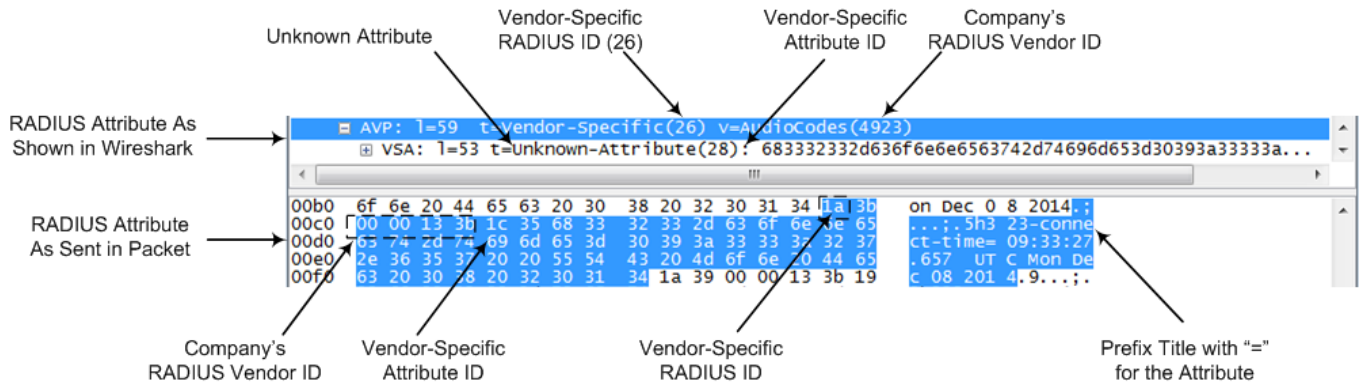 Unknown Attribute
Vendor-Specific
RADIUS ID (26)
Vendor-Specific
Attribute ID
Company's
RADIUS Vendor ID
RADIUS Attribute As
Shown in Wireshark
AVP: l=59 t=Vendor-Specific(26) v=AudioCodes(4923)
VSA: l=53 t=Unknown-Attribute(28): 683332332d636f6e6e6563742d74696d653d30393a33333a...
RADIUS Attribute
As Sent in Packet
00b0 6f 6e 20 44 65 63 20 30 38 20 32 30 31 34 1a 3b on Dec 0 8 2014.;
00c0 00 00 13 3b 1c 35 68 33 32 33 2d 63 6f 6e 6e 65 ...;.5h3 23-conne
00d0 63 74 2d 74 69 6d 65 3d 30 39 3a 33 33 3a 32 37 ct-time= 09:33:27
00e0 2e 36 35 37 20 20 55 54 43 20 4d 6f 6e 20 44 65 .657 UT C Mon De
00f0 63 20 30 38 20 32 30 31 34 1a 39 00 00 13 3b 19 c 08 201 4.9...;.
Company's
RADIUS Vendor ID
Vendor-Specific
Attribute ID
Vendor-Specific
RADIUS ID
Prefix Title with "="
for the Attribute